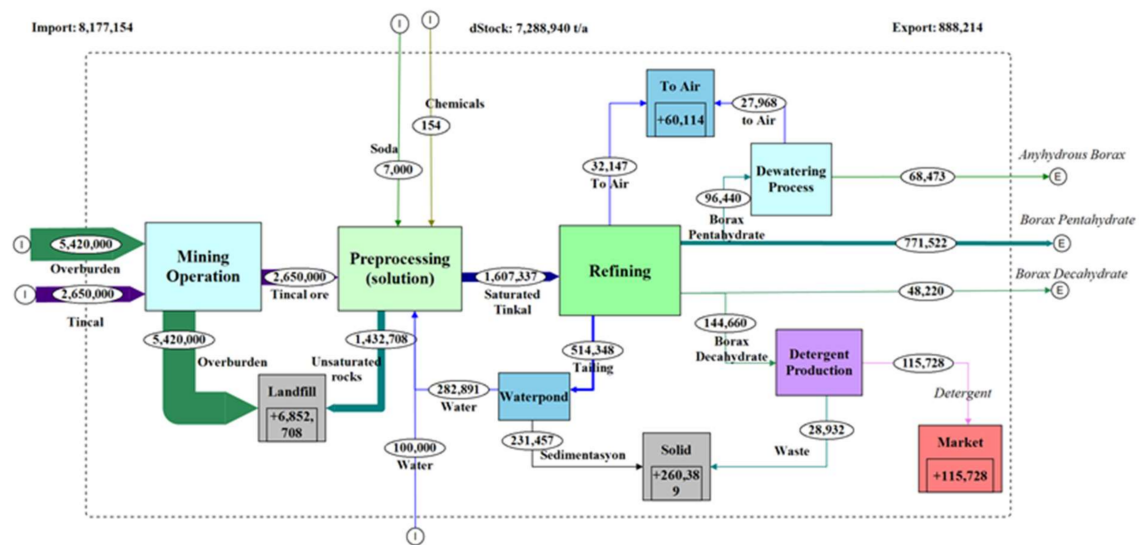 Import: 8,177,154
dStock: 7,288,940 t/a
Export: 888,214
I
I
Chemicals
154
Soda
7,000
To Air
+60,114
27,968
to Air
32,147
To Air
Dewatering
Process
96,440
Borax
Pentahydrate
68,473
Anyhydrous Borax
E
I
5,420,000
Overburden
Mining
Operation
Preprocessing
(solution)
Refining
771,522
Borax Pentahydrate
E
I
2,650,000
Tincal
2,650,000
Tincal ore
1,607,337
Saturated
Tinkal
48,220
Borax Decahydrate
E
5,420,000
Overburden
1,432,708
Unsaturated
rocks
514,348
Tailing
144,660
Borax
Decahydrate
Detergent
Production
115,728
Detergent
Landfill
+6,852,
708
282,891
Water
Waterpond
231,457
Sedimentasyon
28,932
Waste
100,000
Water
Solid
+260,38
9
Market
+115,728
I